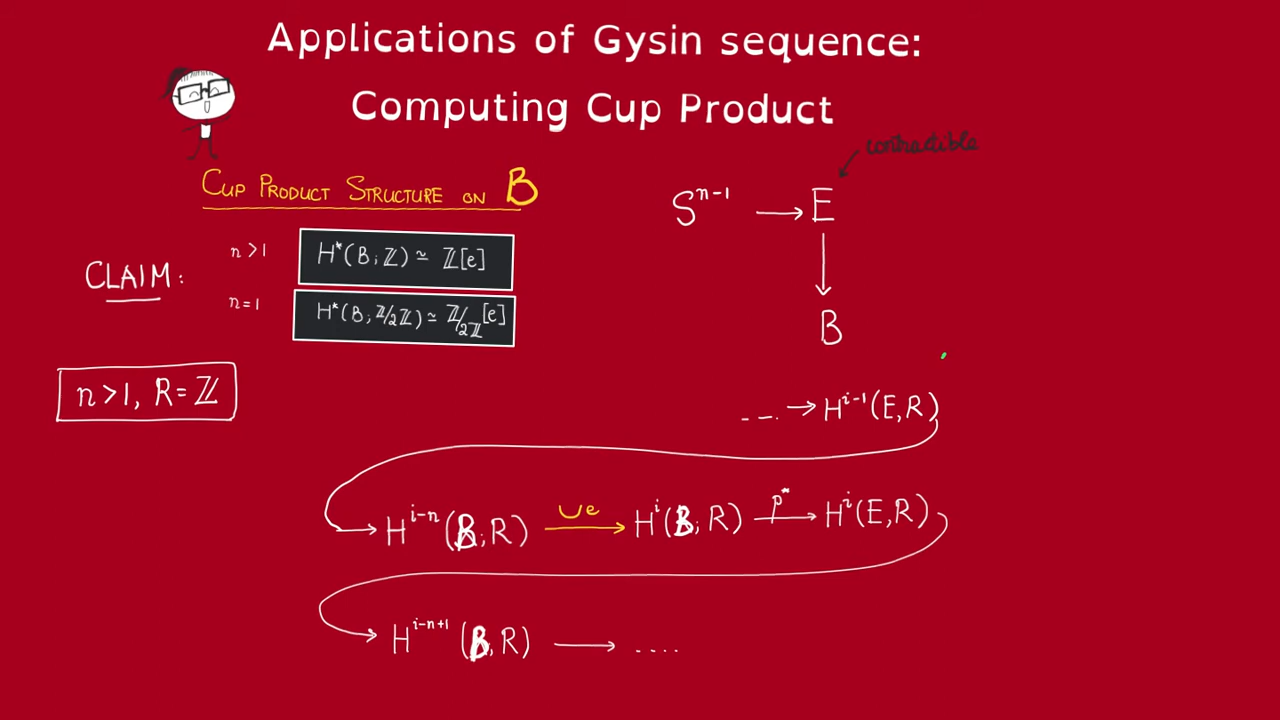 Applications of Gysin sequence:
Computing Cup Product
contractible
CUP PRODUCT STRUCTURE ON B
S^{n-1} → E
↓
B
CLAIM:
n > 1 H*(B; ℤ) ≃ ℤ[e]
n = 1 H*(B; ℤ/2ℤ) ≃ ℤ/2ℤ[e]
n > 1, R = ℤ
---. → H^{i-1}(E, R)
→ H^{i-n}(B; R) —∪e→ H^i(B; R) —p*→ H^i(E, R)
→ H^{i-n+1}(B, R) → ....